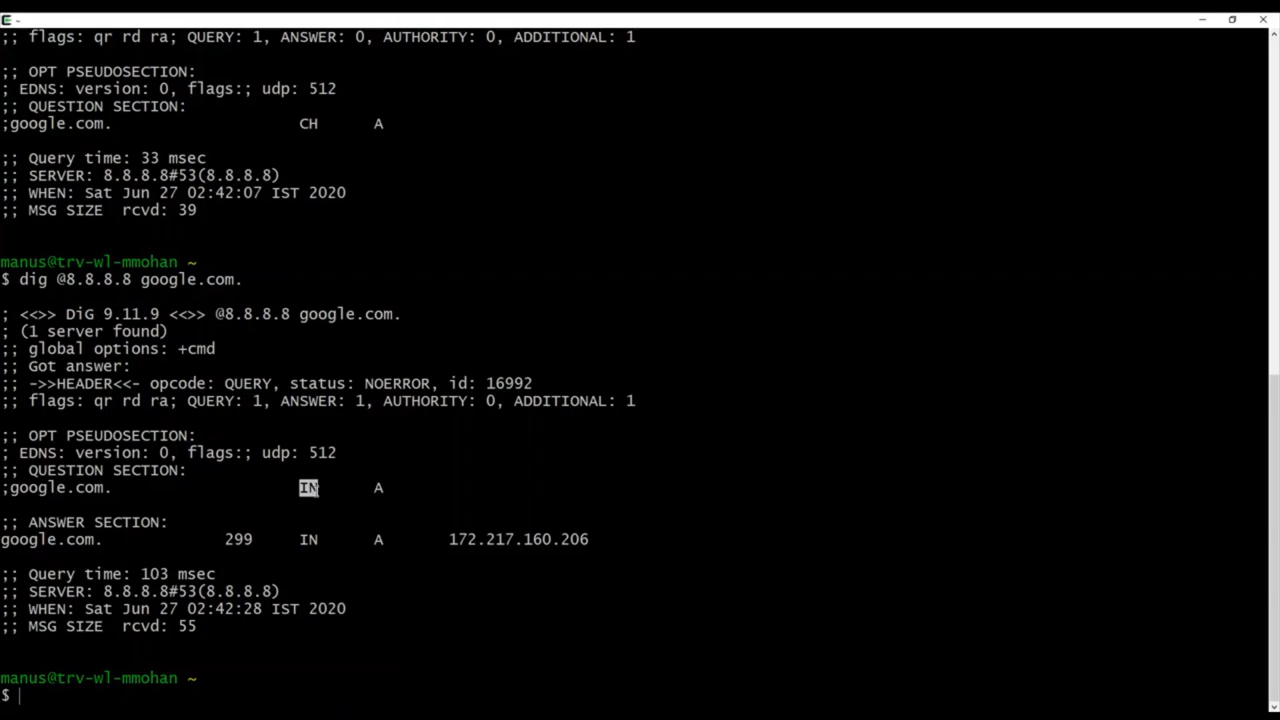 ~
;; flags: qr rd ra; QUERY: 1, ANSWER: 0, AUTHORITY: 0, ADDITIONAL: 1
;; OPT PSEUDOSECTION:
; EDNS: version: 0, flags:; udp: 512
;; QUESTION SECTION:
;google.com. CH A
;; Query time: 33 msec
;; SERVER: 8.8.8.8#53(8.8.8.8)
;; WHEN: Sat Jun 27 02:42:07 IST 2020
;; MSG SIZE rcvd: 39
manus@trv-wl-mmohan ~
$ dig @8.8.8.8 google.com.
; <<>> DiG 9.11.9 <<>> @8.8.8.8 google.com.
; (1 server found)
;; global options: +cmd
;; Got answer:
;; ->>HEADER<<- opcode: QUERY, status: NOERROR, id: 16992
;; flags: qr rd ra; QUERY: 1, ANSWER: 1, AUTHORITY: 0, ADDITIONAL: 1
;; OPT PSEUDOSECTION:
; EDNS: version: 0, flags:; udp: 512
;; QUESTION SECTION:
;google.com. IN A
;; ANSWER SECTION:
google.com. 299 IN A 172.217.160.206
;; Query time: 103 msec
;; SERVER: 8.8.8.8#53(8.8.8.8)
;; WHEN: Sat Jun 27 02:42:28 IST 2020
;; MSG SIZE rcvd: 55
manus@trv-wl-mmohan ~
$